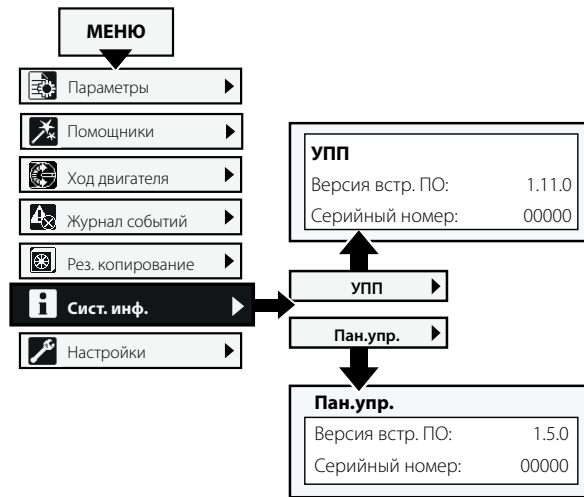 МЕНЮ
Параметры
Помощники
Ход двигателя
Журнал событий
Рез. копирование
Сист. инф.
Настройки
УПП
Версия встр. ПО: 1.11.0
Серийный номер: 00000
УПП
Пан.упр.
Пан.упр.
Версия встр. ПО: 1.5.0
Серийный номер: 00000